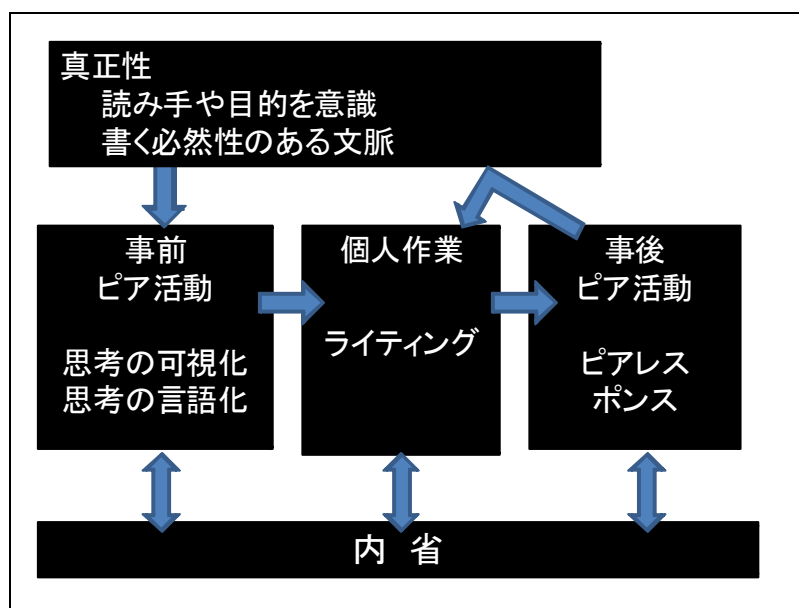 真正性
読み手や目的を意識
書く必然性のある文脈
事前
ピア活動
思考の可視化
思考の言語化
個人作業
ライティング
事後
ピア活動
ピアレス
ポンス
内 省